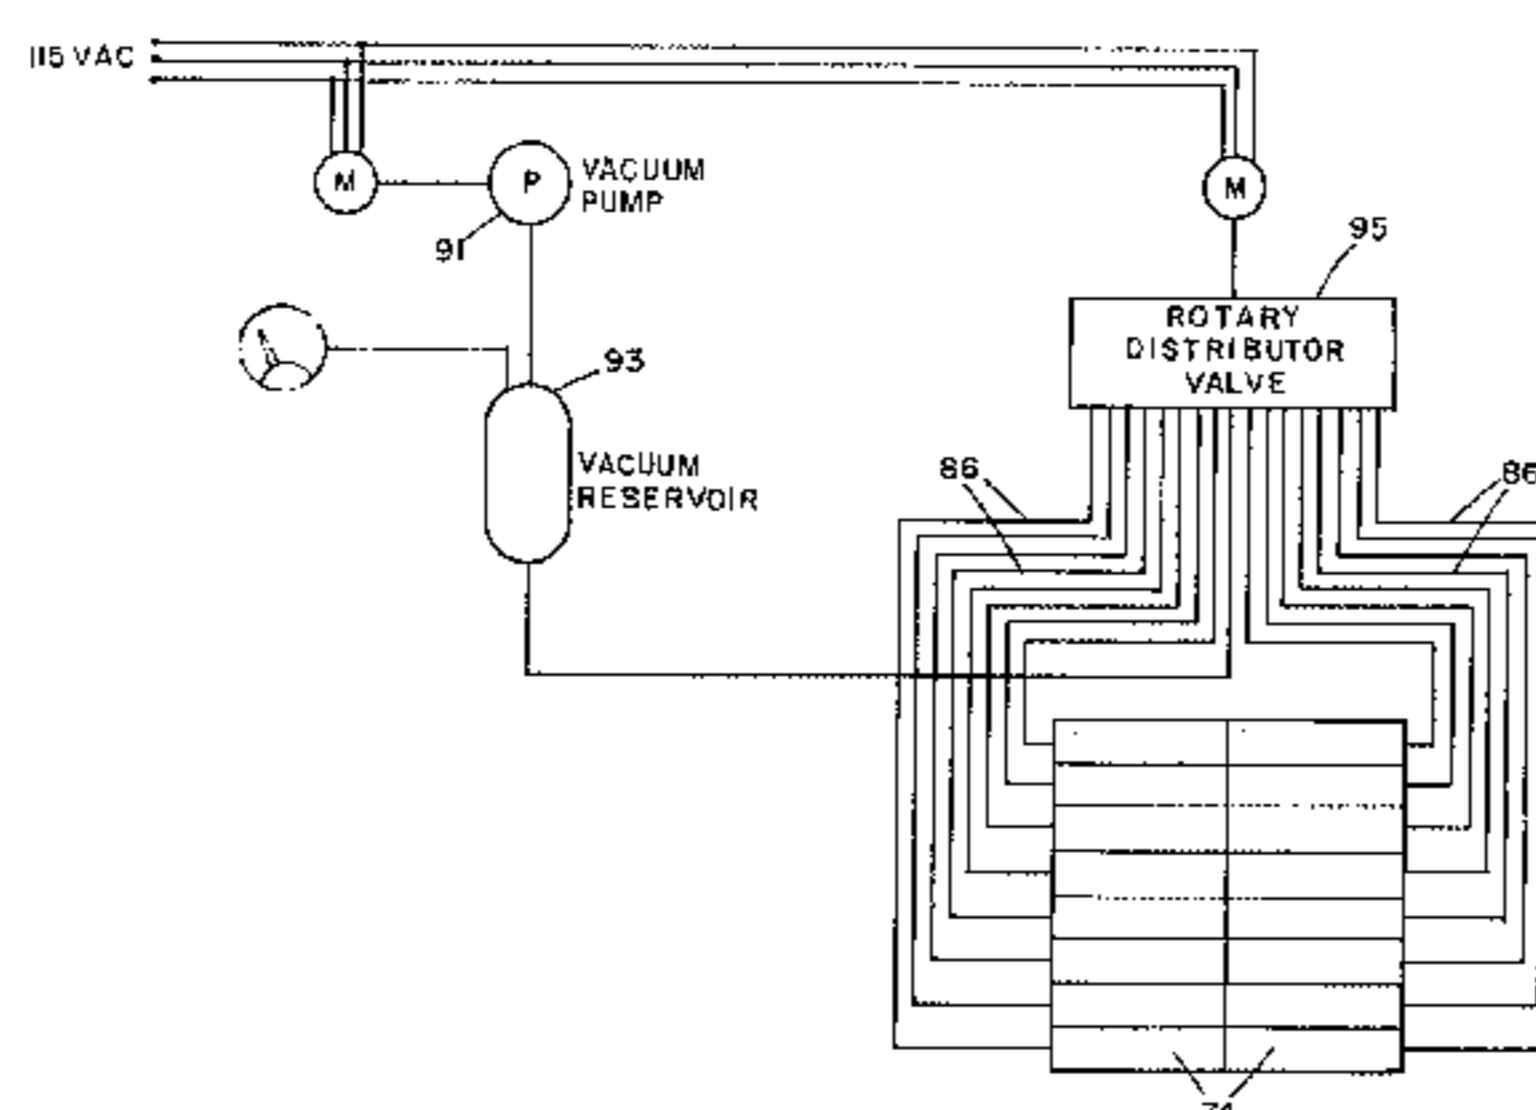 115 VAC
M
P
VACUUM
PUMP
91
M
95
ROTARY
DISTRIBUTOR
VALVE
93
VACUUM
RESERVOIR
86
86